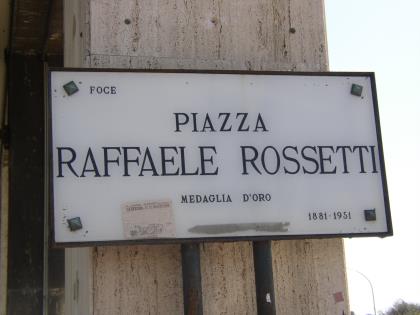 FOCE
PIAZZA
RAFFAELE ROSSETTI
MEDAGLIA D'ORO
1881-1951